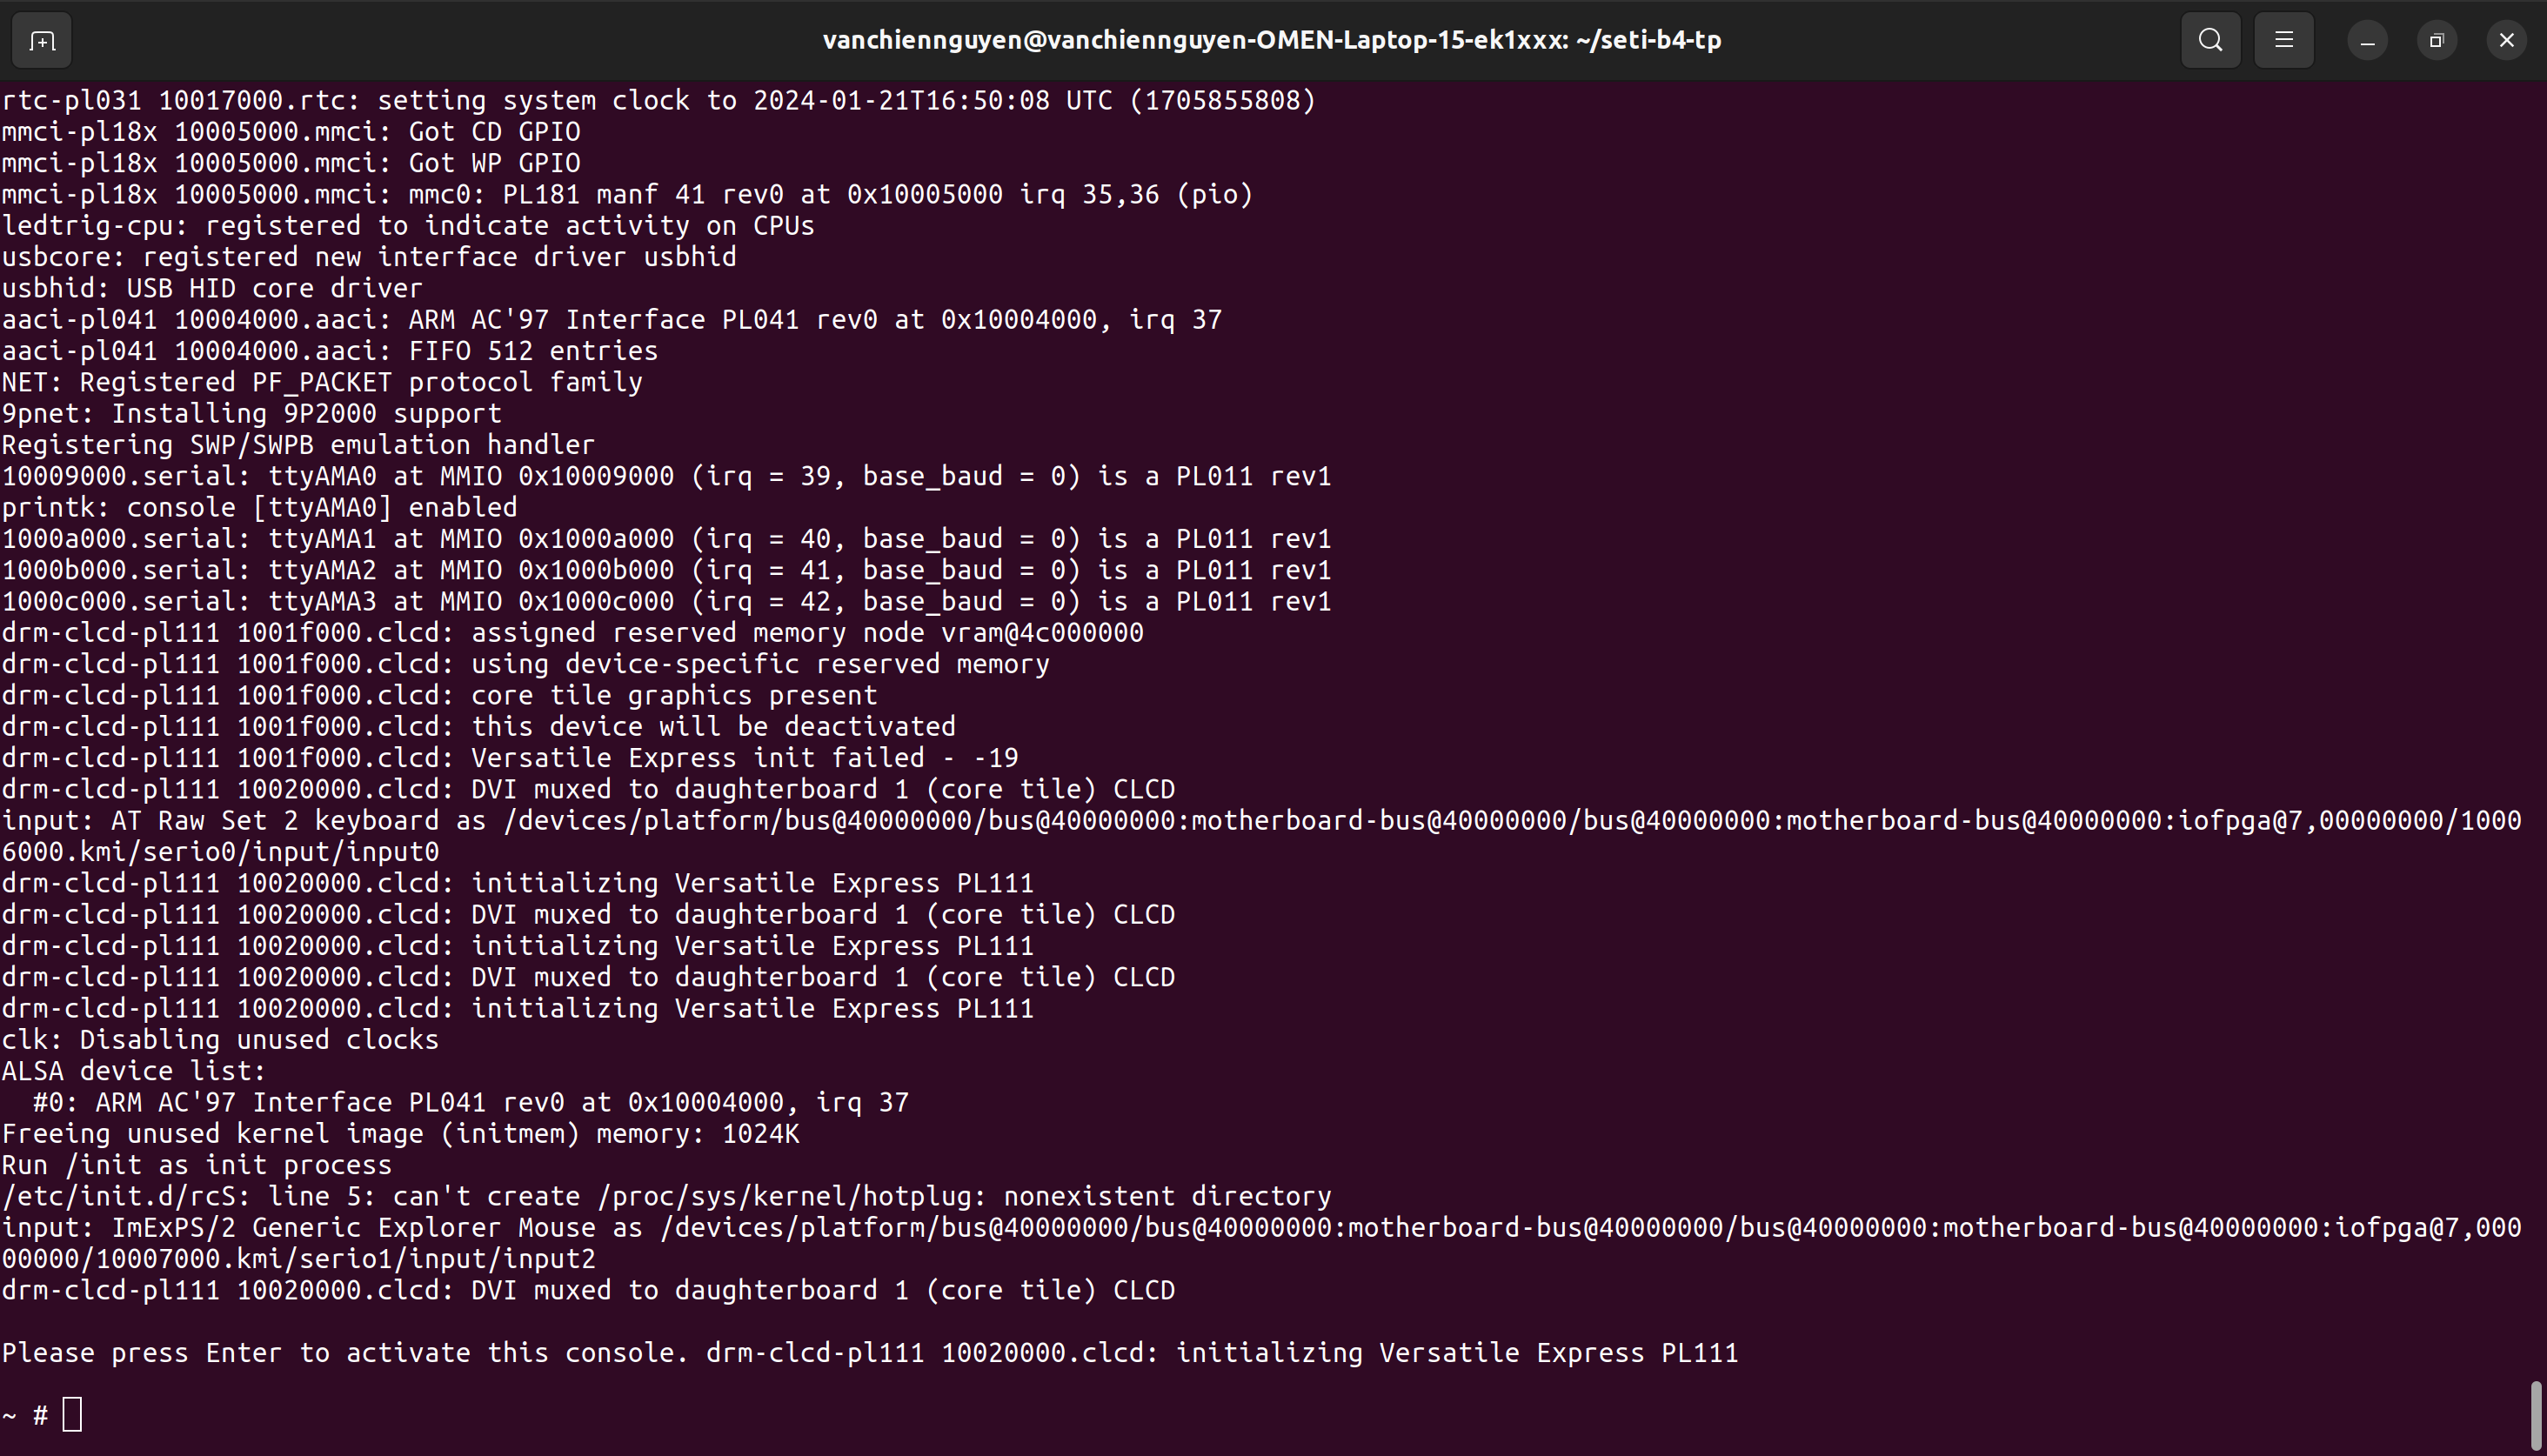 vanchiennguyen@vanchiennguyen-OMEN-Laptop-15-ek1xxx: ~/seti-b4-tp
rtc-pl031 10017000.rtc: setting system clock to 2024-01-21T16:50:08 UTC (1705855808)
mmci-pl18x 10005000.mmci: Got CD GPIO
mmci-pl18x 10005000.mmci: Got WP GPIO
mmci-pl18x 10005000.mmci: mmc0: PL181 manf 41 rev0 at 0x10005000 irq 35,36 (pio)
ledtrig-cpu: registered to indicate activity on CPUs
usbcore: registered new interface driver usbhid
usbhid: USB HID core driver
aaci-pl041 10004000.aaci: ARM AC'97 Interface PL041 rev0 at 0x10004000, irq 37
aaci-pl041 10004000.aaci: FIFO 512 entries
NET: Registered PF_PACKET protocol family
9pnet: Installing 9P2000 support
Registering SWP/SWPB emulation handler
10009000.serial: ttyAMA0 at MMIO 0x10009000 (irq = 39, base_baud = 0) is a PL011 rev1
printk: console [ttyAMA0] enabled
1000a000.serial: ttyAMA1 at MMIO 0x1000a000 (irq = 40, base_baud = 0) is a PL011 rev1
1000b000.serial: ttyAMA2 at MMIO 0x1000b000 (irq = 41, base_baud = 0) is a PL011 rev1
1000c000.serial: ttyAMA3 at MMIO 0x1000c000 (irq = 42, base_baud = 0) is a PL011 rev1
drm-clcd-pl111 1001f000.clcd: assigned reserved memory node vram@4c000000
drm-clcd-pl111 1001f000.clcd: using device-specific reserved memory
drm-clcd-pl111 1001f000.clcd: core tile graphics present
drm-clcd-pl111 1001f000.clcd: this device will be deactivated
drm-clcd-pl111 1001f000.clcd: Versatile Express init failed - -19
drm-clcd-pl111 10020000.clcd: DVI muxed to daughterboard 1 (core tile) CLCD
input: AT Raw Set 2 keyboard as /devices/platform/bus@40000000/bus@40000000:motherboard-bus@40000000/bus@40000000:motherboard-bus@40000000:iofpga@7,00000000/1000
6000.kmi/serio0/input/input0
drm-clcd-pl111 10020000.clcd: initializing Versatile Express PL111
drm-clcd-pl111 10020000.clcd: DVI muxed to daughterboard 1 (core tile) CLCD
drm-clcd-pl111 10020000.clcd: initializing Versatile Express PL111
drm-clcd-pl111 10020000.clcd: DVI muxed to daughterboard 1 (core tile) CLCD
drm-clcd-pl111 10020000.clcd: initializing Versatile Express PL111
clk: Disabling unused clocks
ALSA device list:
  #0: ARM AC'97 Interface PL041 rev0 at 0x10004000, irq 37
Freeing unused kernel image (initmem) memory: 1024K
Run /init as init process
/etc/init.d/rcS: line 5: can't create /proc/sys/kernel/hotplug: nonexistent directory
input: ImExPS/2 Generic Explorer Mouse as /devices/platform/bus@40000000/bus@40000000:motherboard-bus@40000000/bus@40000000:motherboard-bus@40000000:iofpga@7,000
00000/10007000.kmi/serio1/input/input2
drm-clcd-pl111 10020000.clcd: DVI muxed to daughterboard 1 (core tile) CLCD
Please press Enter to activate this console. drm-clcd-pl111 10020000.clcd: initializing Versatile Express PL111
~ #